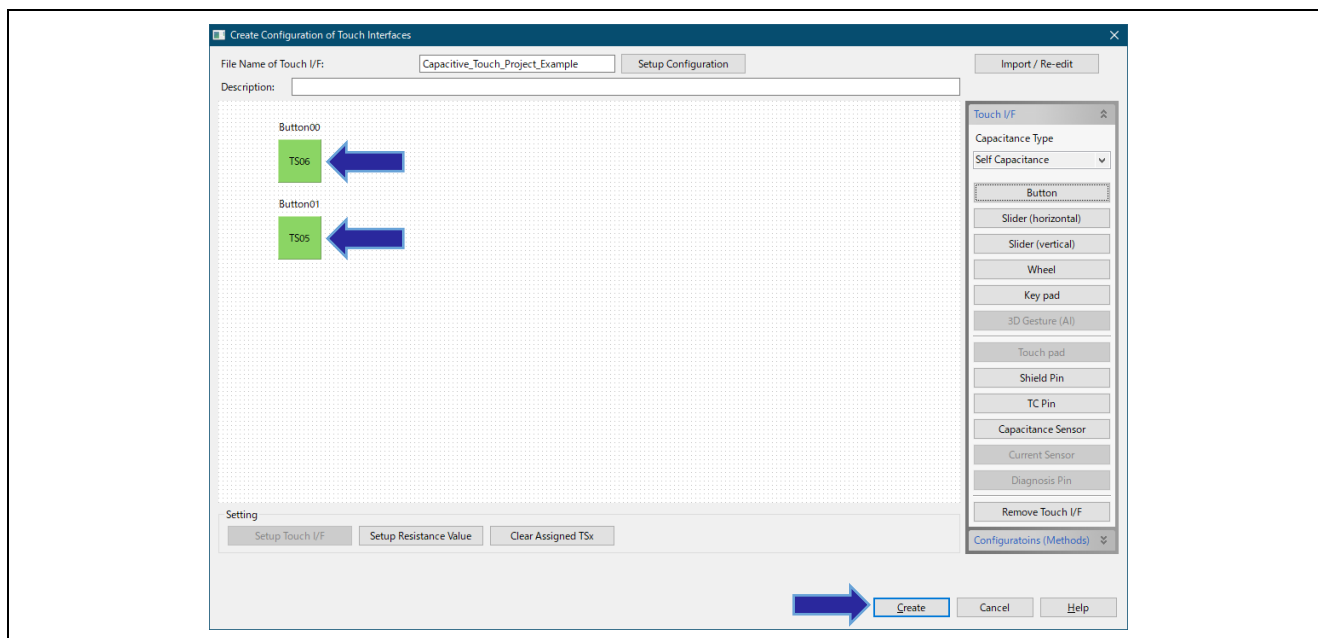 Create Configuration of Touch Interfaces
File Name of Touch I/F: Capacitive_Touch_Project_Example Setup Configuration Import / Re-edit
Description:
Button00
TS06
Button01
TS05
Touch I/F
Capacitance Type
Self Capacitance
Button
Slider (horizontal)
Slider (vertical)
Wheel
Key pad
3D Gesture (AI)
Touch pad
Shield Pin
TC Pin
Capacitance Sensor
Current Sensor
Diagnosis Pin
Remove Touch I/F
Configuratoins (Methods)
Setting
Setup Touch I/F Setup Resistance Value Clear Assigned TSx
Create Cancel Help